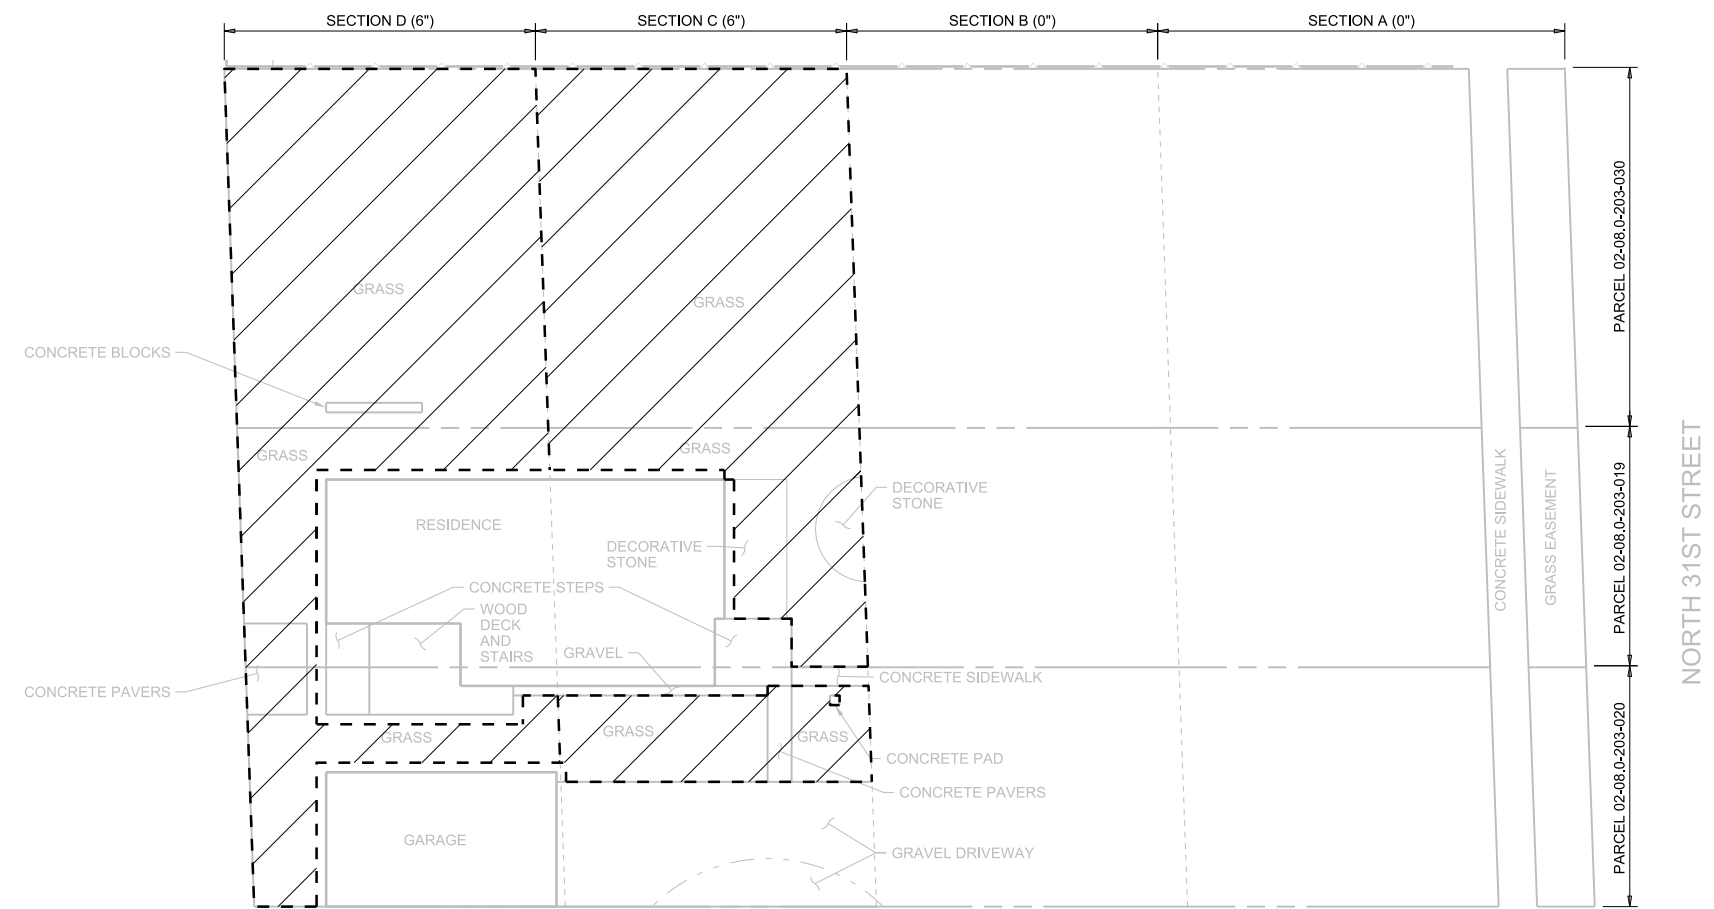 SECTION D (6")
SECTION C (6")
SECTION B (0")
SECTION A (0")
PARCEL 02-08.0-203-030
GRASS
GRASS
CONCRETE BLOCKS
GRASS
GRASS
DECORATIVE
STONE
RESIDENCE
DECORATIVE
STONE
CONCRETE STEPS
WOOD
DECK
AND
STAIRS
GRAVEL
CONCRETE SIDEWALK
GRASS EASEMENT
PARCEL 02-08.0-203-019
NORTH 31ST STREET
CONCRETE PAVERS
CONCRETE SIDEWALK
GRASS
GRASS
GRASS
CONCRETE PAD
CONCRETE PAVERS
PARCEL 02-08.0-203-020
GARAGE
GRAVEL DRIVEWAY